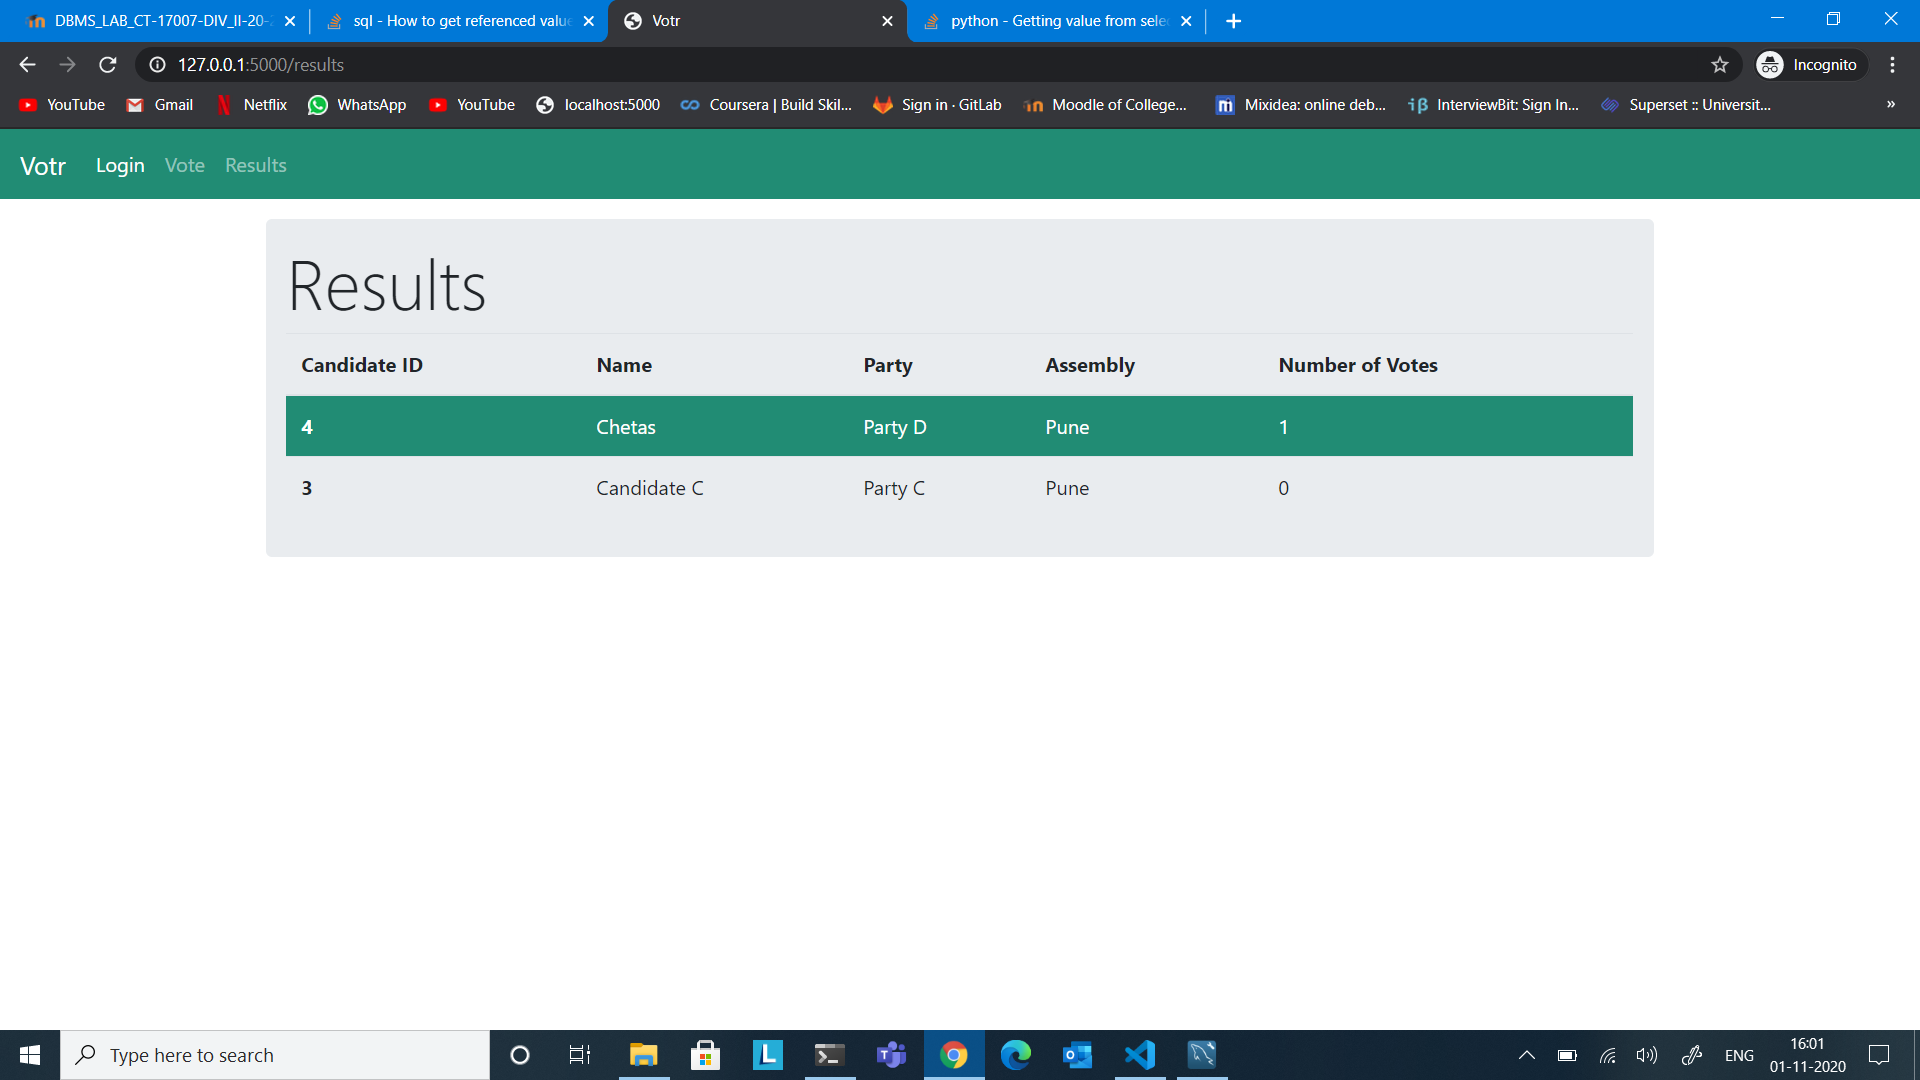 DBMS_LAB_CT-17007-DIV_II-20-
sql - How to get referenced value
Votr
python - Getting value from selec
127.0.0.1:5000/results
Incognito
YouTube Gmail Netflix WhatsApp YouTube localhost:5000 Coursera | Build Skil... Sign in · GitLab Moodle of College... Mixidea: online deb... InterviewBit: Sign In... Superset :: Universit... »
Votr Login Vote Results
Results
Candidate ID Name Party Assembly Number of Votes
4 Chetas Party D Pune 1
3 Candidate C Party C Pune 0
Type here to search
ENG
16:01
01-11-2020